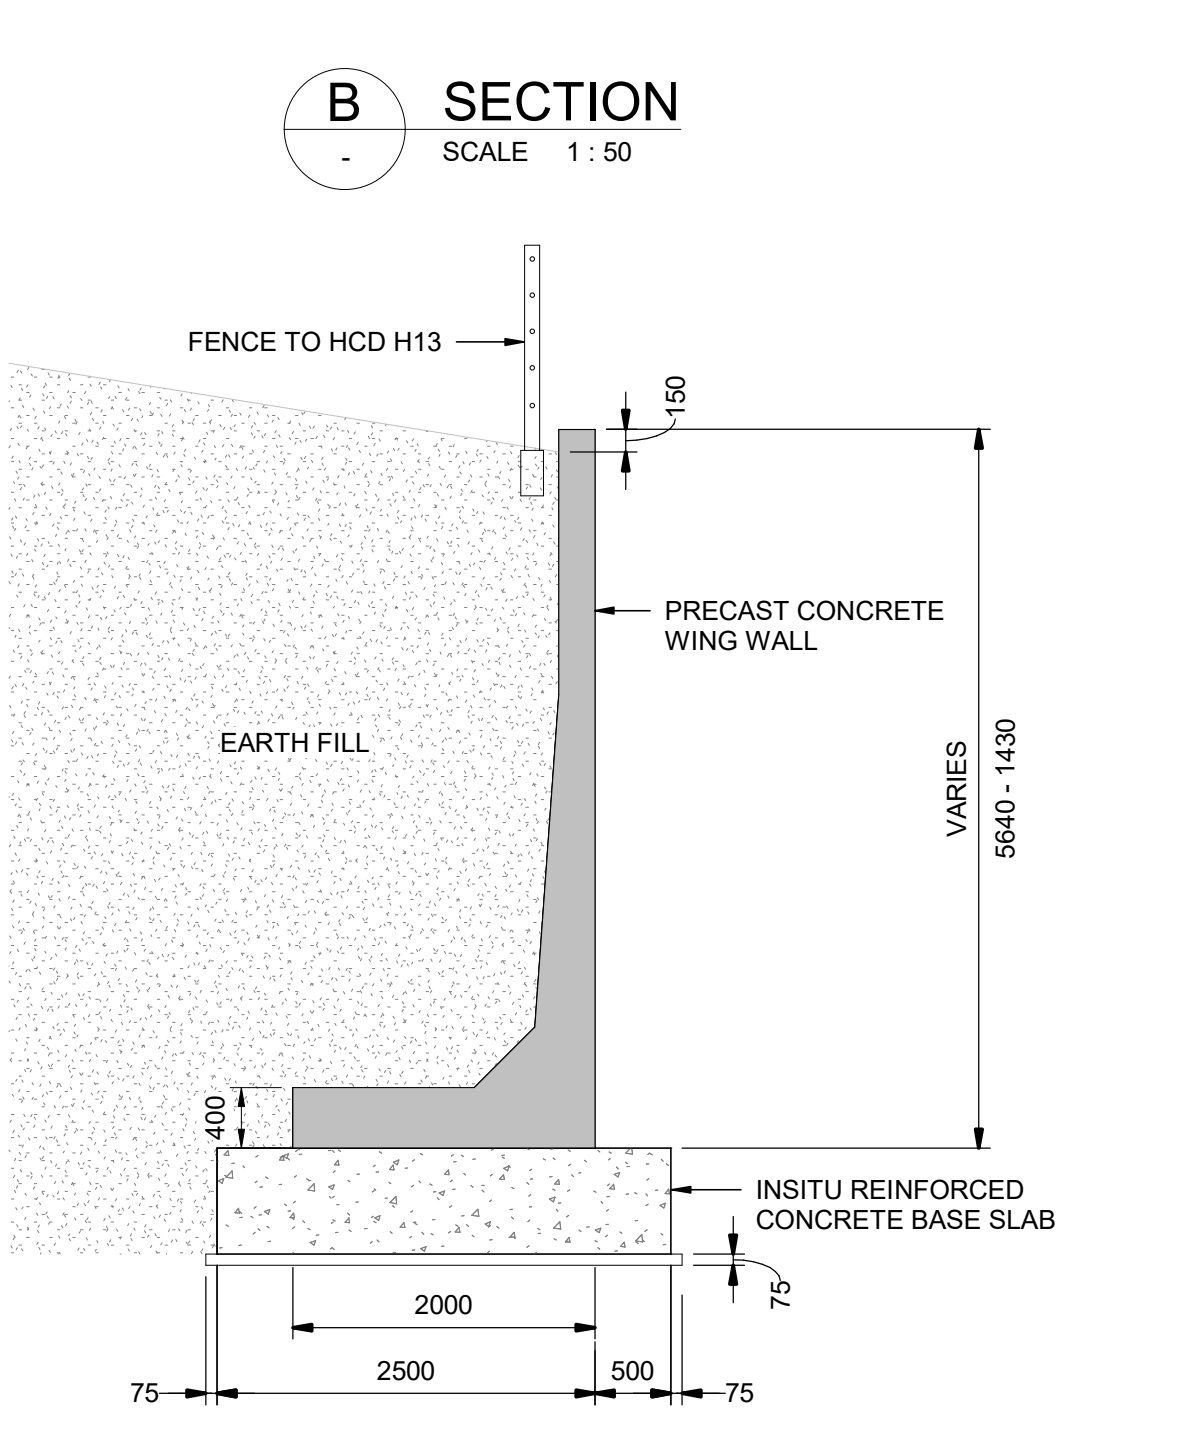 B
SECTION
-
SCALE 1 : 50
FENCE TO HCD H13
150
PRECAST CONCRETE
WING WALL
EARTH FILL
VARIES
5640 - 1430
400
INSITU REINFORCED
CONCRETE BASE SLAB
75
2000
2500
500
75
75